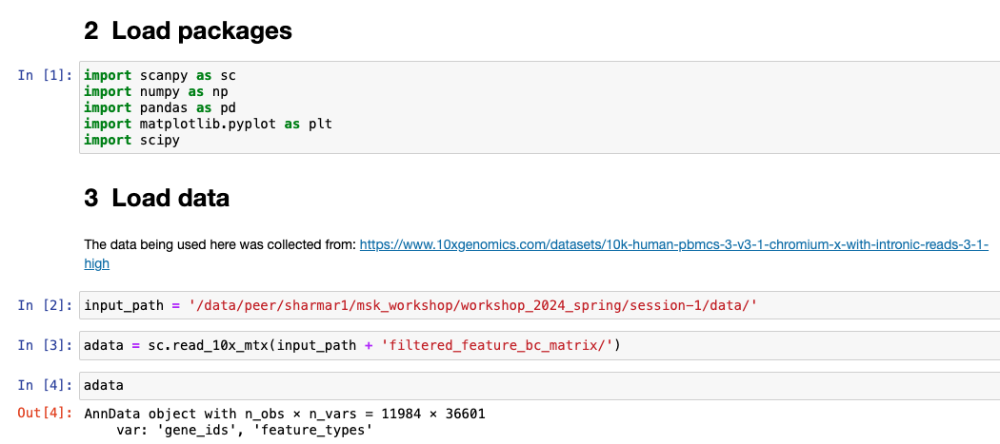 2 Load packages
In [1]: import scanpy as sc
import numpy as np
import pandas as pd
import matplotlib.pyplot as plt
import scipy
3 Load data
The data being used here was collected from: https://www.10xgenomics.com/datasets/10k-human-pbmcs-3-v3-1-chromium-x-with-intronic-reads-3-1-
high
In [2]: input_path = '/data/peer/sharmar1/msk_workshop/workshop_2024_spring/session-1/data/'
In [3]: adata = sc.read_10x_mtx(input_path + 'filtered_feature_bc_matrix/')
In [4]: adata
Out[4]: AnnData object with n_obs × n_vars = 11984 × 36601
var: 'gene_ids', 'feature_types'